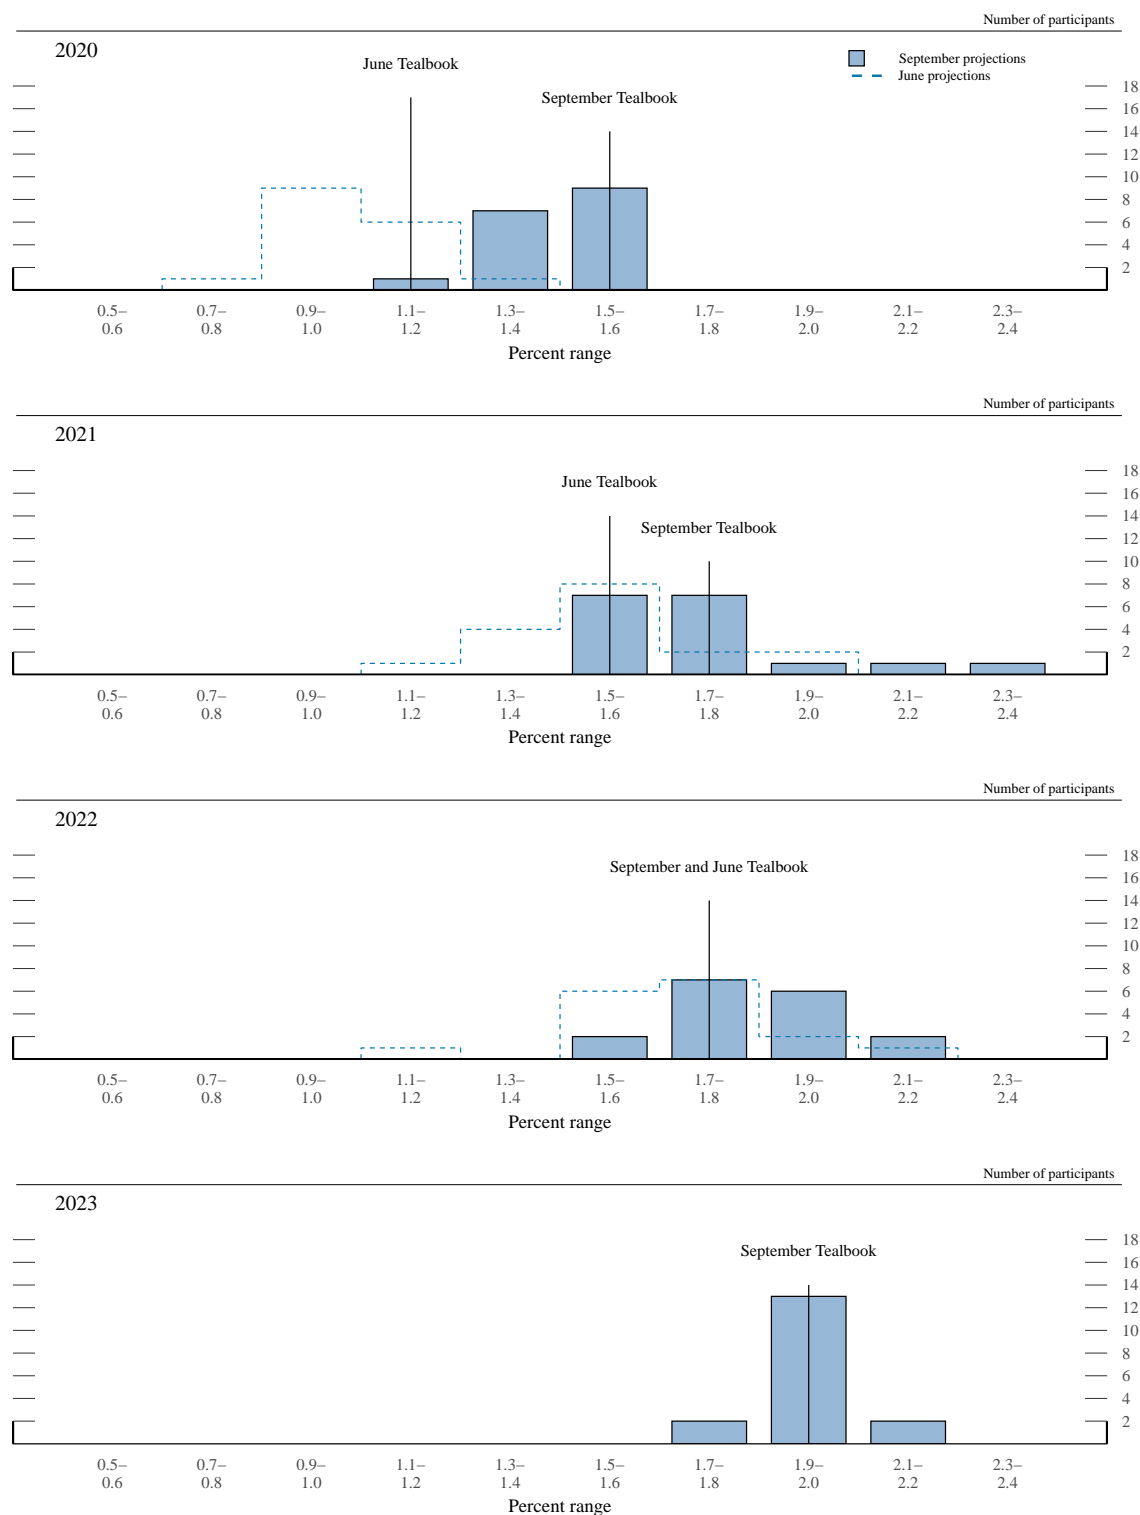 Number of participants
2020
September projections
June projections
June Tealbook
September Tealbook
18
16
14
12
10
8
6
4
2
0.5– 0.7– 0.9– 1.1– 1.3– 1.5– 1.7– 1.9– 2.1– 2.3–
0.6 0.8 1.0 1.2 1.4 1.6 1.8 2.0 2.2 2.4
Percent range
Number of participants
2021
June Tealbook
September Tealbook
18
16
14
12
10
8
6
4
2
0.5– 0.7– 0.9– 1.1– 1.3– 1.5– 1.7– 1.9– 2.1– 2.3–
0.6 0.8 1.0 1.2 1.4 1.6 1.8 2.0 2.2 2.4
Percent range
Number of participants
2022
September and June Tealbook
18
16
14
12
10
8
6
4
2
0.5– 0.7– 0.9– 1.1– 1.3– 1.5– 1.7– 1.9– 2.1– 2.3–
0.6 0.8 1.0 1.2 1.4 1.6 1.8 2.0 2.2 2.4
Percent range
Number of participants
2023
September Tealbook
18
16
14
12
10
8
6
4
2
0.5– 0.7– 0.9– 1.1– 1.3– 1.5– 1.7– 1.9– 2.1– 2.3–
0.6 0.8 1.0 1.2 1.4 1.6 1.8 2.0 2.2 2.4
Percent range